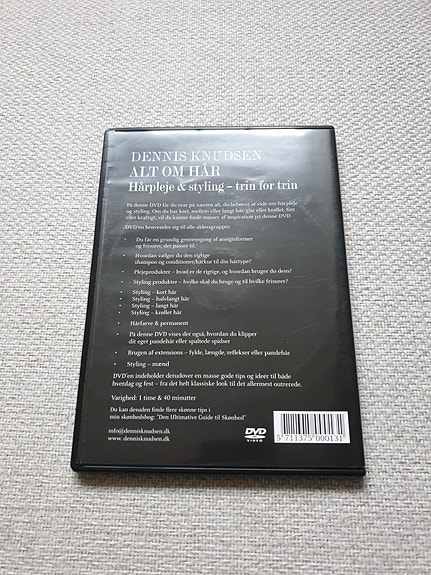 DENNIS KNUDSEN
ALT OM HÅR
Hårpleje & styling – trin for trin
På denne DVD får du svar på næsten alt, du behøver at vide om hårpleje
og styling. Om du har kort, mellem eller langt hår, glat eller krøllet, fint
eller kraftigt, vil du kunne finde masser af inspiration på denne DVD.
DVD'en henvender sig til alle aldersgrupper.
• Du får en grundig gennemgang af ansigtsformer
og frisurer, der passer til.
• Hvordan vælger du den rigtige
shampoo og conditioner/hårkur til din hårtype?
• Plejeprodukter – hvad er de rigtige, og hvordan bruger du dem?
• Styling produkter – hvilke skal du bruge og til hvilke frisurer?
• Styling – kort hår
• Styling – halvlangt hår
• Styling – langt hår
• Styling – krøllet hår
• Hårfarve & permanent
• På denne DVD vises der også, hvordan du klipper
dit eget pandehår eller spaltede spidser
• Brugen af extensions – fylde, længde, reflekser eller pandehår
• Styling – mænd
DVD'en indeholder derudover en masse gode tips og ideér til både
hverdag og fest – fra det helt klassiske look til det allermest outrerede.
Varighed: 1 time & 40 minutter
Du kan desuden finde flere skønne tips i
min skønhedsbog: "Den Ultimative Guide til Skønhed"
info@dennisknudsen.dk
www.dennisknudsen.dk
DVD
VIDEO
5 711375 000131